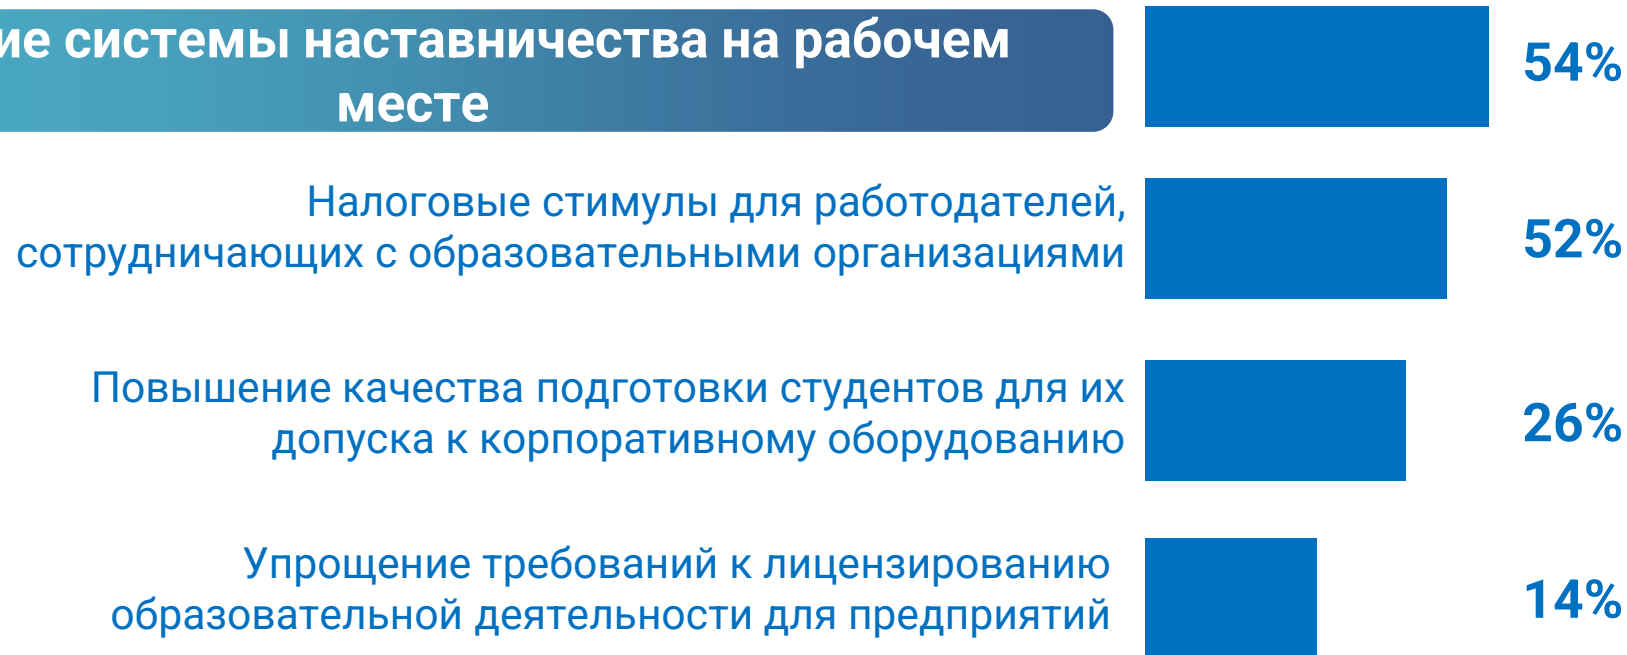 ие системы наставничества на рабочем
месте
54%
Налоговые стимулы для работодателей,
сотрудничающих с образовательными организациями
52%
Повышение качества подготовки студентов для их
допуска к корпоративному оборудованию
26%
Упрощение требований к лицензированию
образовательной деятельности для предприятий
14%